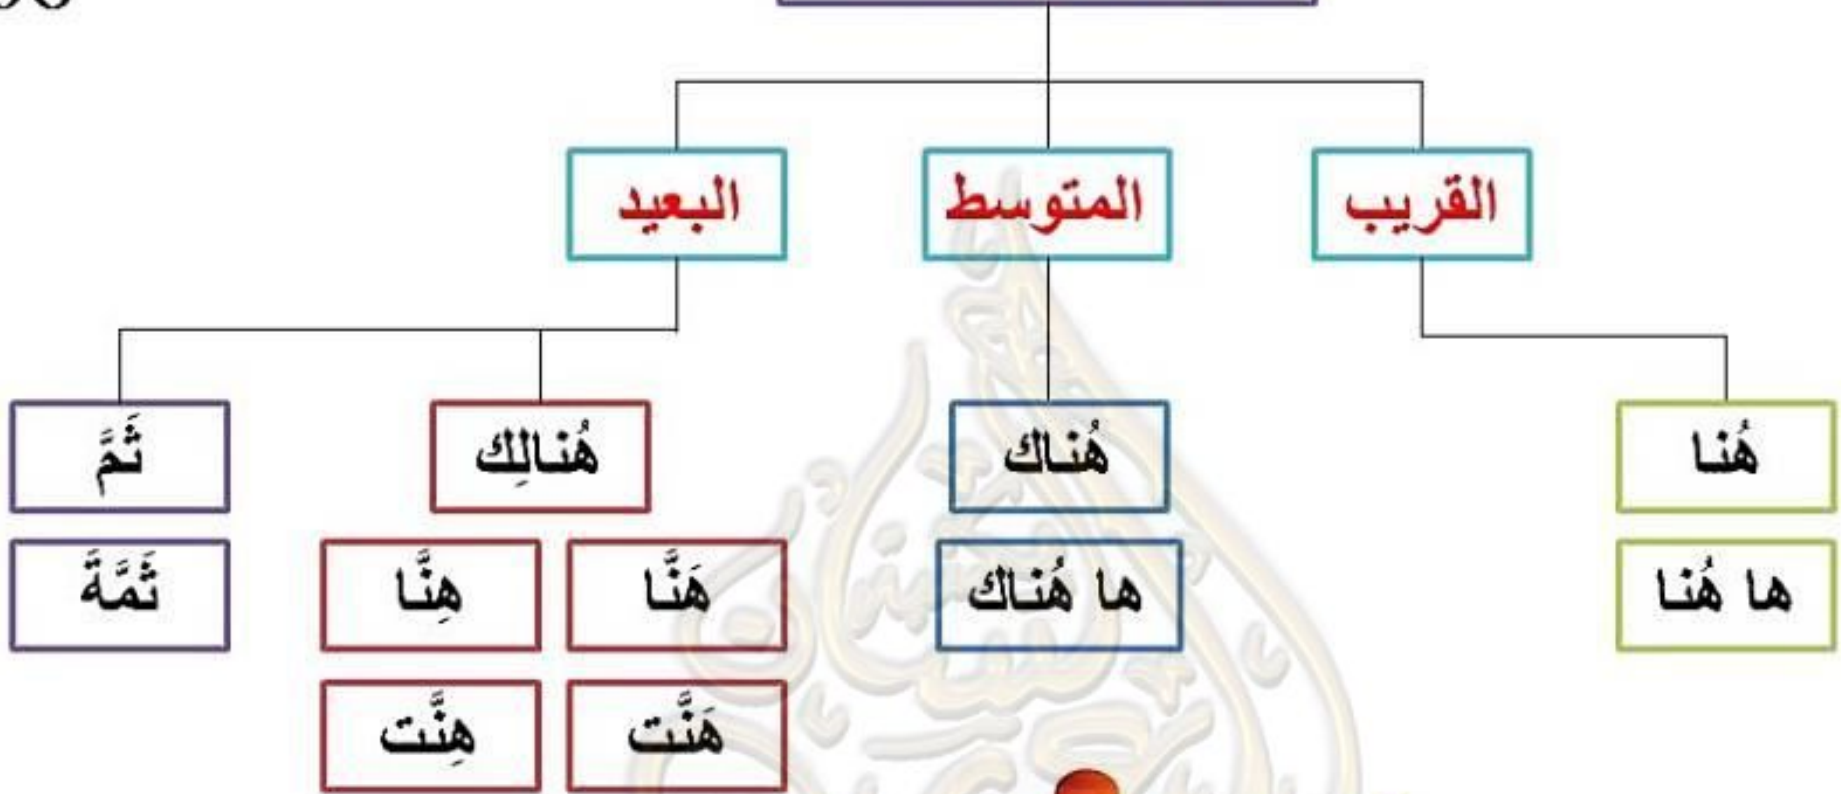 القريب
المتوسط
البعيد
هُنا
هُناك
هُنالِك
ثَمَّ
ها هُنا
ها هُناك
هَنَّا
هِنَّا
ثَمَّةَ
هَنَّت
هِنَّت